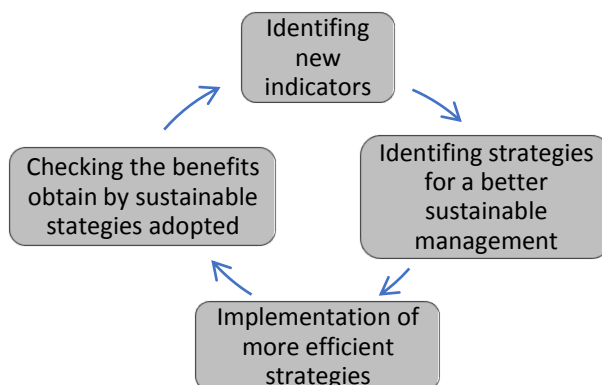 Identifing
new
indicators
Identifing strategies
for a better
sustainable
management
Implementation of
more efficient
strategies
Checking the benefits
obtain by sustainable
stategies adopted